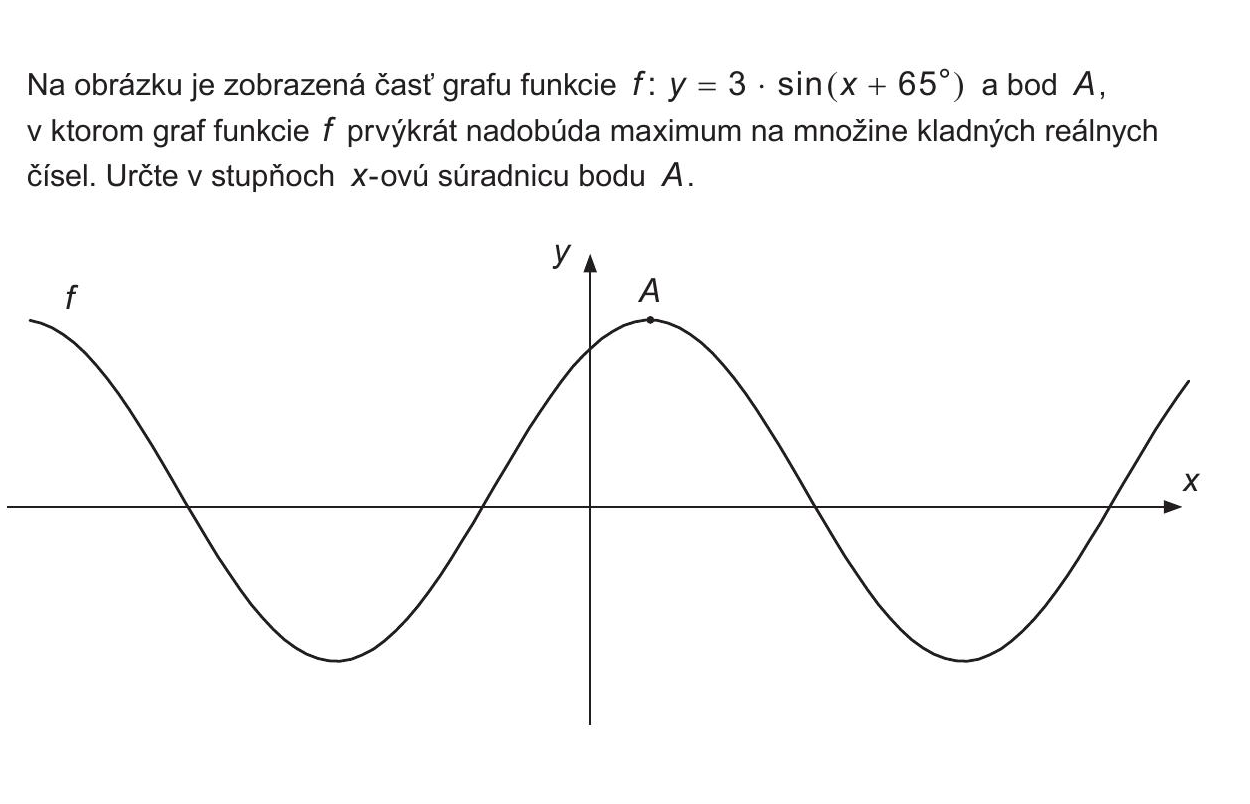 Na obrázku je zobrazená časť grafu funkcie f: y = 3 · sin(x + 65°) a bod A,
v ktorom graf funkcie f prvýkrát nadobúda maximum na množine kladných reálnych
čísel. Určte v stupňoch x-ovú súradnicu bodu A.
y
f
A
x